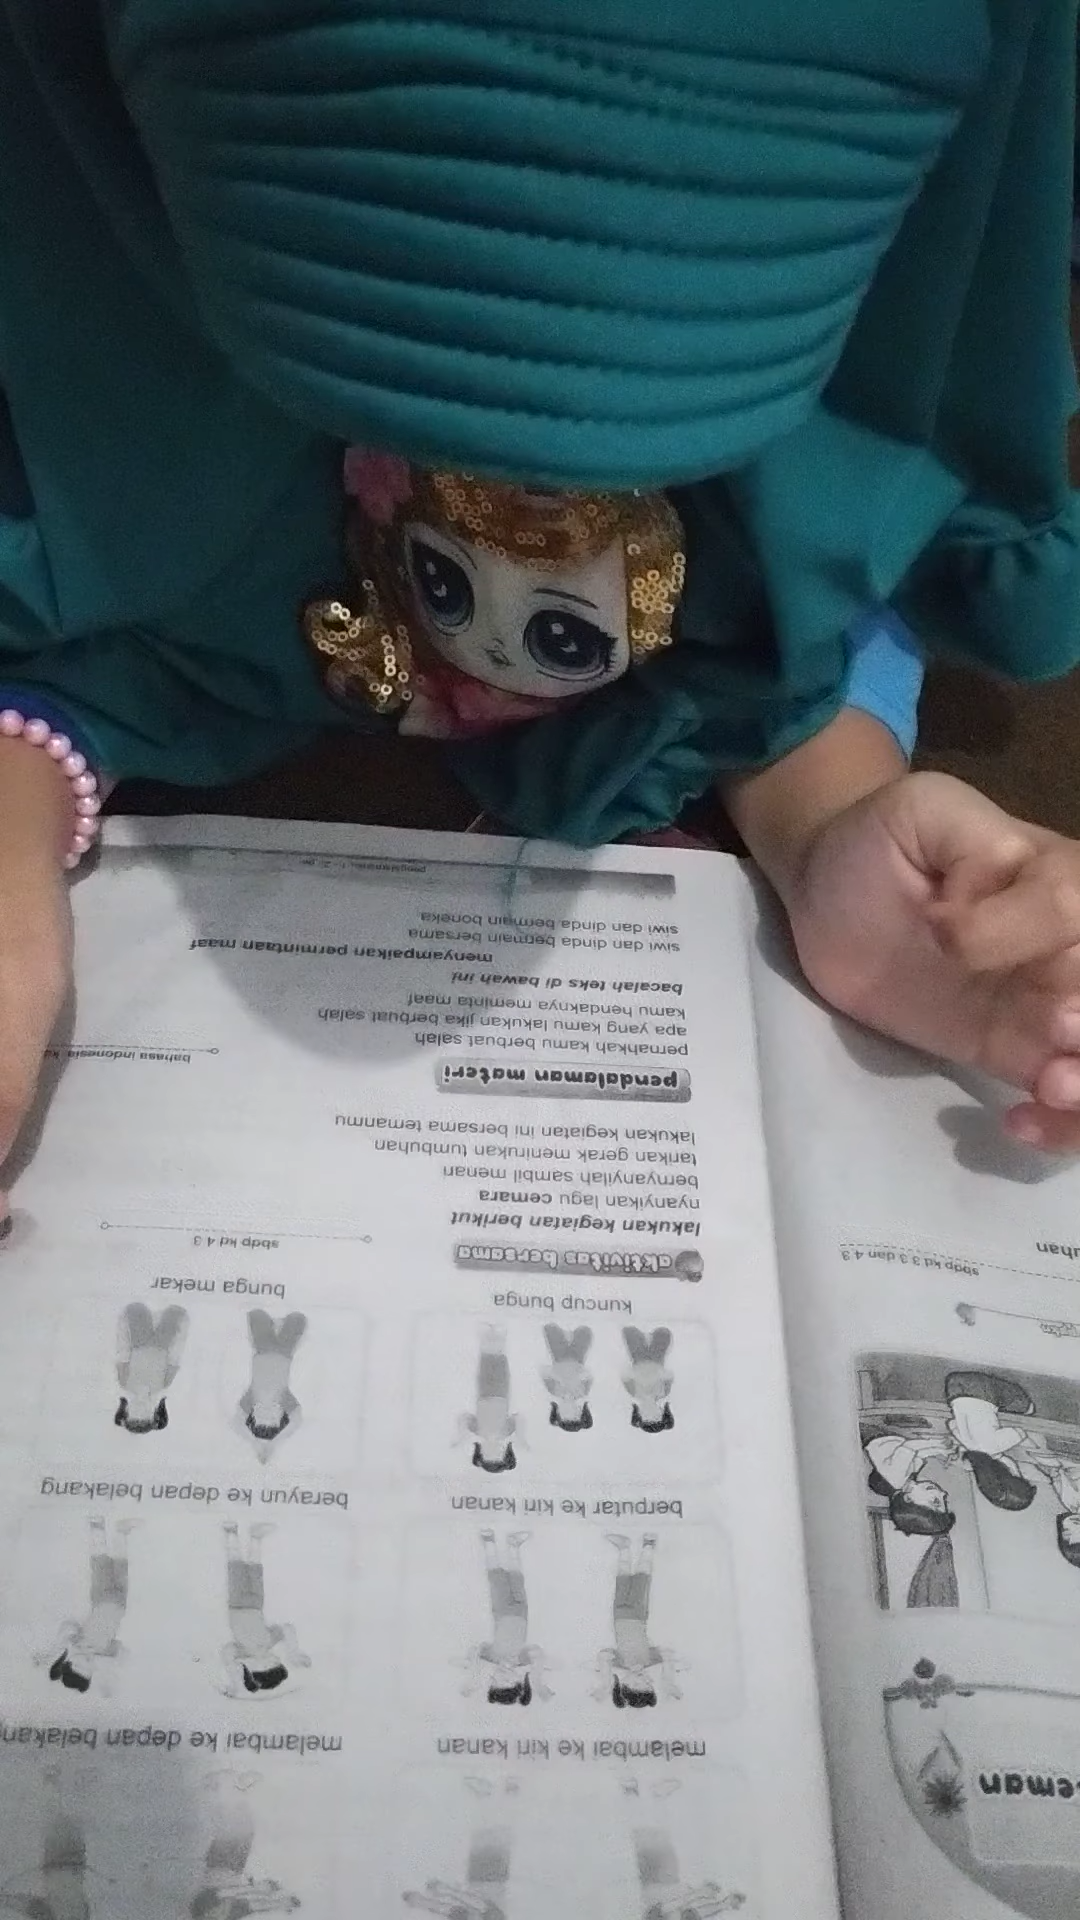 melambai ke kiri kanan
melambai ke depan
berputar ke kiri kanan
berayun ke depan belakang
kuncup bunga
bunga mekar
aktivitas bersama
sbdp kd 4 3
lakukan kegiatan berikut
nyanyikan lagu cemara
bernyanyilah sambil menari
tarikan gerak menirukan tumbuhan
lakukan kegiatan ini bersama temanmu
pendalaman materi
bahasa indonesia
pernahkah kamu berbuat salah
apa yang kamu lakukan jika berbuat salah
kamu hendaknya meminta maaf
bacalah teks di bawah ini
menyampaikan permintaan maaf
siwi dan dinda bermain bersama
siwi dan dinda bermain boneka
sbdp kd 3 3 dan 4 3